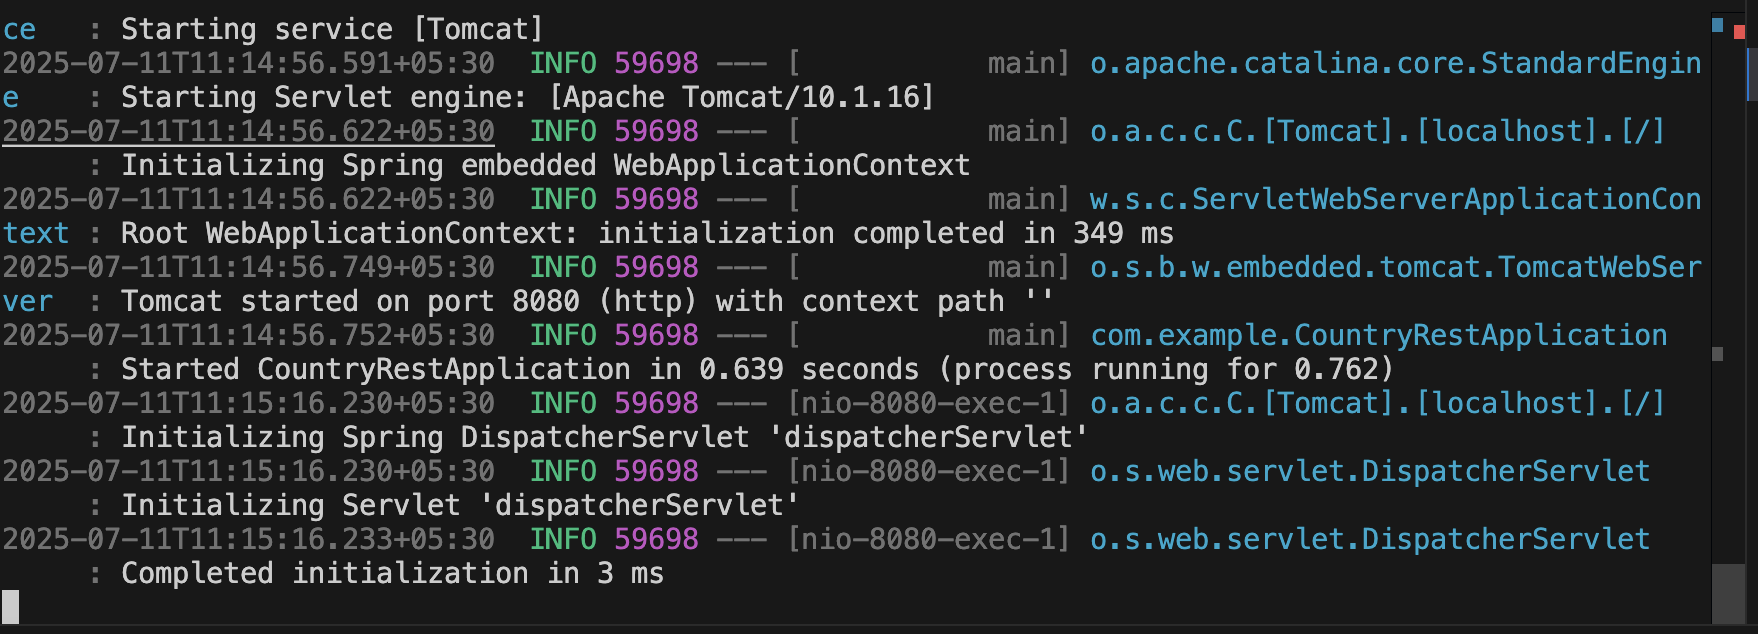 ce   : Starting service [Tomcat]
2025-07-11T11:14:56.591+05:30  INFO 59698 --- [           main] o.apache.catalina.core.StandardEngin
e    : Starting Servlet engine: [Apache Tomcat/10.1.16]
2025-07-11T11:14:56.622+05:30  INFO 59698 --- [           main] o.a.c.c.C.[Tomcat].[localhost].[/]
     : Initializing Spring embedded WebApplicationContext
2025-07-11T11:14:56.622+05:30  INFO 59698 --- [           main] w.s.c.ServletWebServerApplicationCon
text : Root WebApplicationContext: initialization completed in 349 ms
2025-07-11T11:14:56.749+05:30  INFO 59698 --- [           main] o.s.b.w.embedded.tomcat.TomcatWebSer
ver  : Tomcat started on port 8080 (http) with context path ''
2025-07-11T11:14:56.752+05:30  INFO 59698 --- [           main] com.example.CountryRestApplication
     : Started CountryRestApplication in 0.639 seconds (process running for 0.762)
2025-07-11T11:15:16.230+05:30  INFO 59698 --- [nio-8080-exec-1] o.a.c.c.C.[Tomcat].[localhost].[/]
     : Initializing Spring DispatcherServlet 'dispatcherServlet'
2025-07-11T11:15:16.230+05:30  INFO 59698 --- [nio-8080-exec-1] o.s.web.servlet.DispatcherServlet
     : Initializing Servlet 'dispatcherServlet'
2025-07-11T11:15:16.233+05:30  INFO 59698 --- [nio-8080-exec-1] o.s.web.servlet.DispatcherServlet
     : Completed initialization in 3 ms